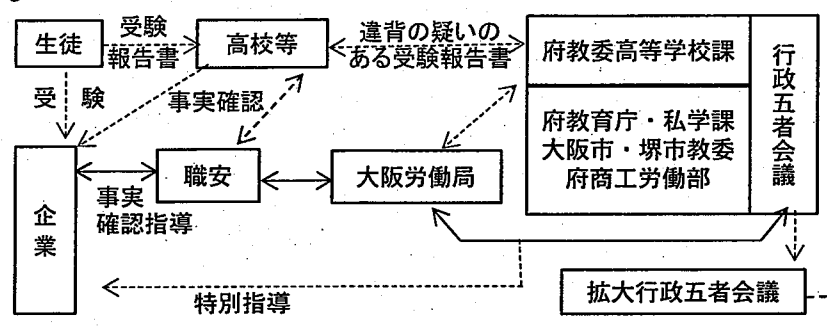 生徒
受験
報告書
高校等
違背の疑いの
ある受験報告書
府教委高等学校課
行政五者会議
受験
事実確認
府教育庁・私学課
大阪市・堺市教委
府商工労働部
企業
職安
大阪労働局
事実
確認指導
特別指導
拡大行政五者会議